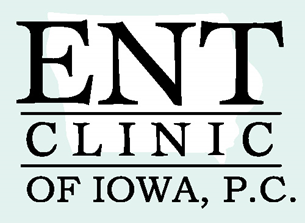 ENT
CLINIC
OF IOWA, P.C.